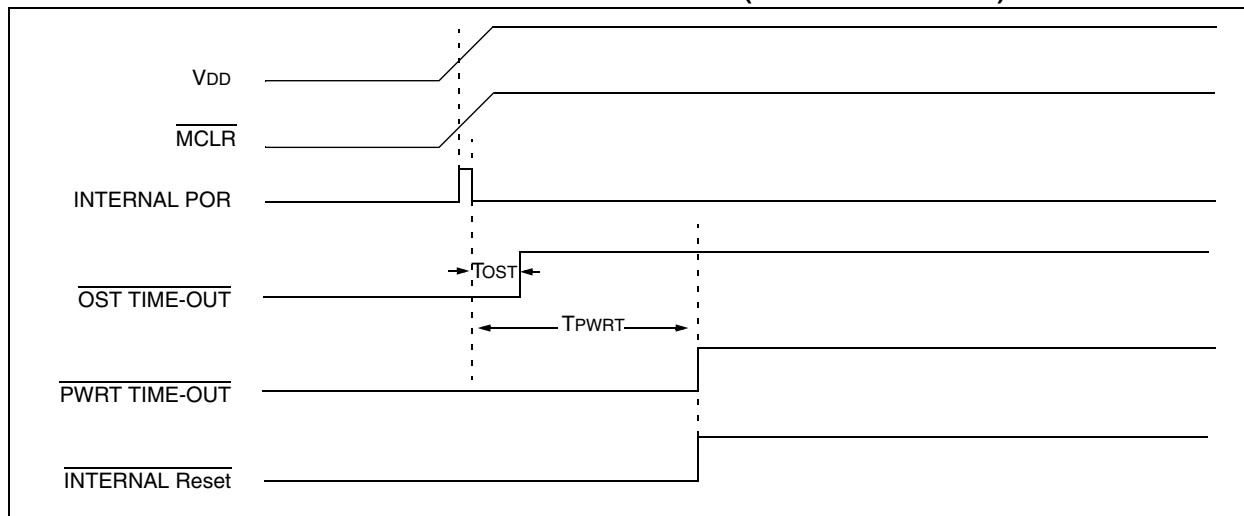 VDD
MCLR
INTERNAL POR
TOST
OST TIME-OUT
TPWRT
PWRT TIME-OUT
INTERNAL Reset